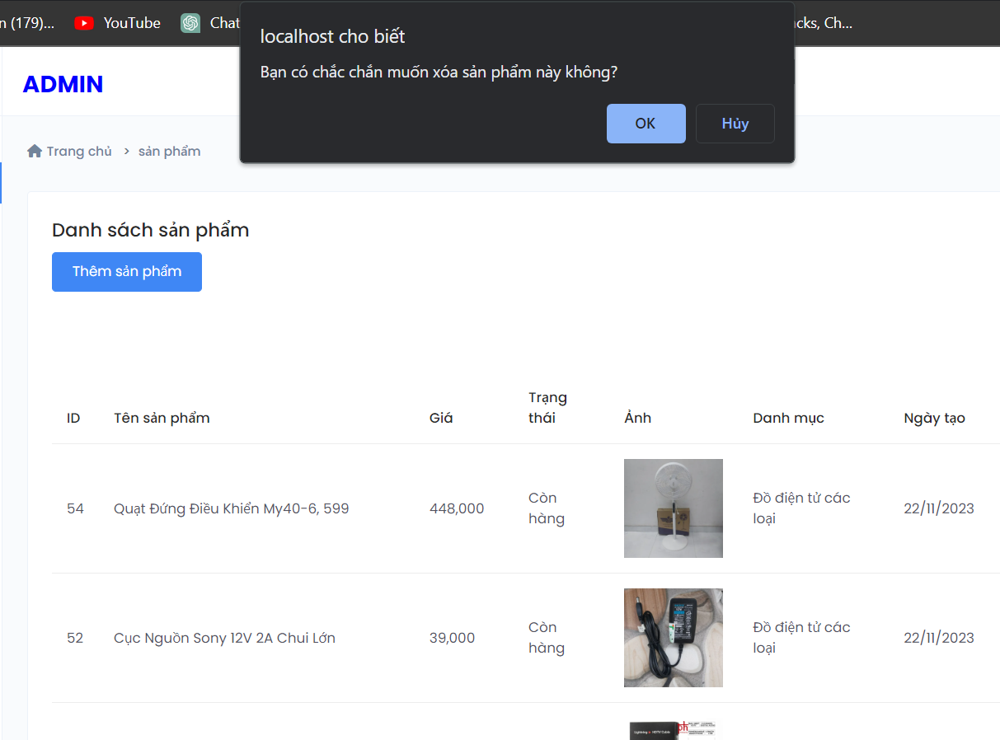 n (179)...
YouTube
Chat
cks, Ch...
localhost cho biết
Bạn có chắc chắn muốn xóa sản phẩm này không?
OK
Hủy
ADMIN
Trang chủ > sản phẩm
Danh sách sản phẩm
Thêm sản phẩm
ID
Tên sản phẩm
Giá
Trạng
thái
Ảnh
Danh mục
Ngày tạo
54
Quạt Đứng Điều Khiển My40-6, 599
448,000
Còn
hàng
Đồ điện tử các
loại
22/11/2023
52
Cục Nguồn Sony 12V 2A Chui Lớn
39,000
Còn
hàng
Đồ điện tử các
loại
22/11/2023